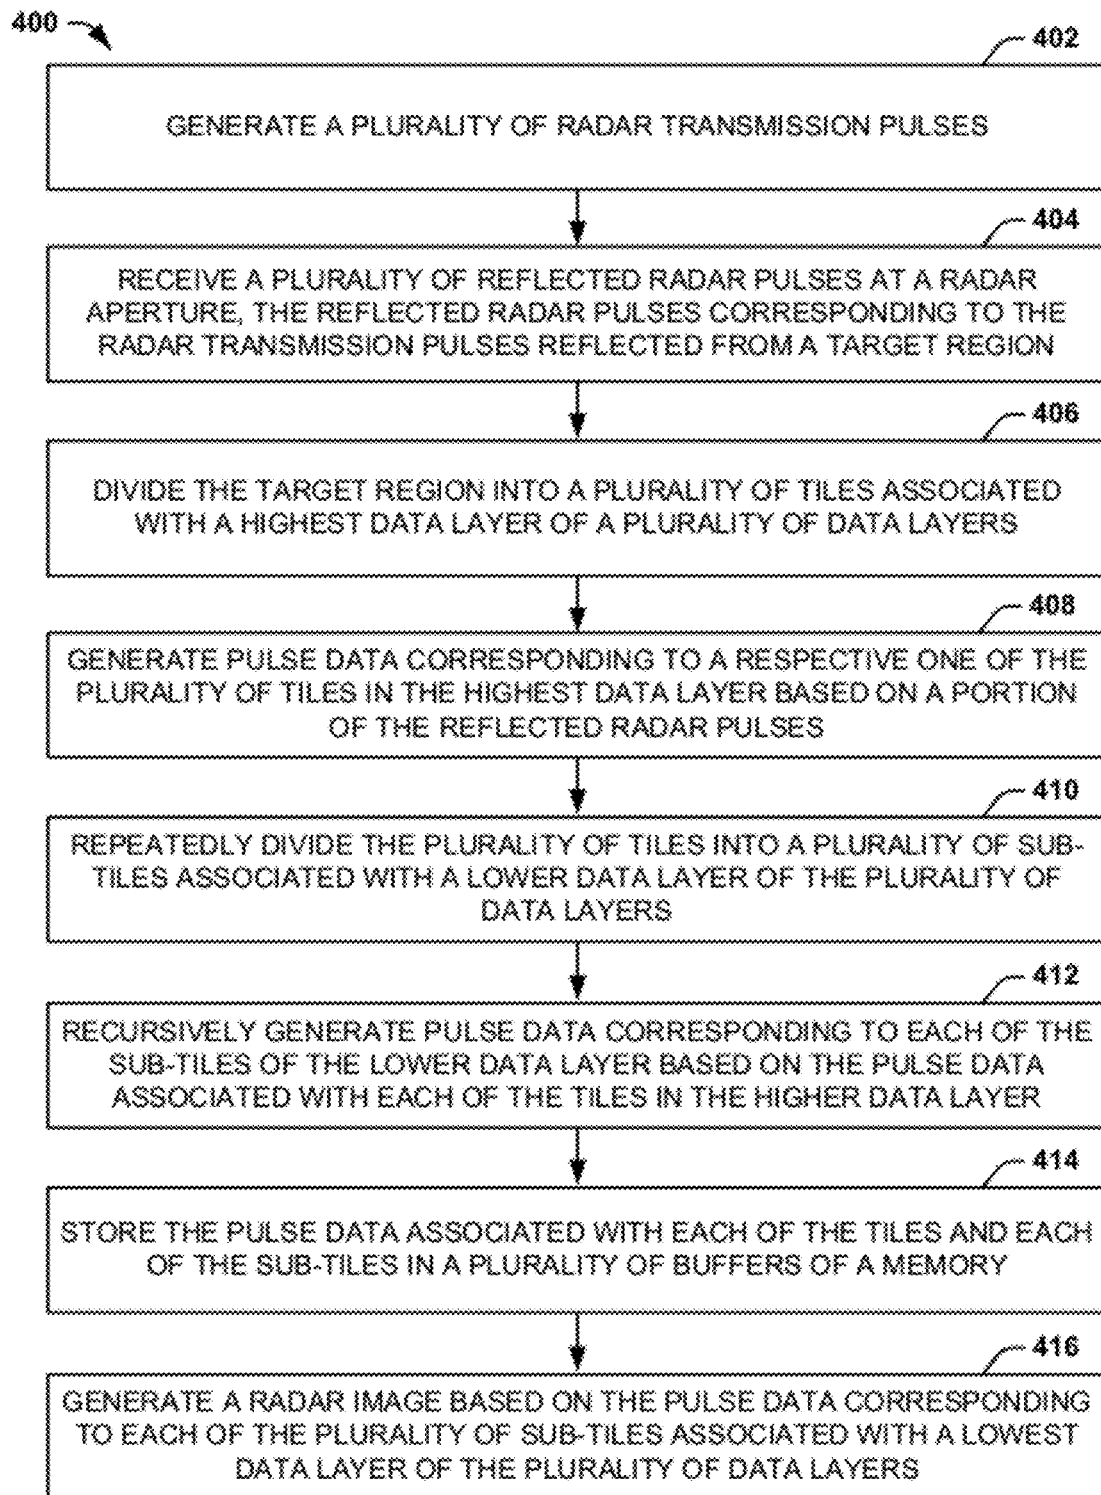 400
402
GENERATE A PLURALITY OF RADAR TRANSMISSION PULSES
404
RECEIVE A PLURALITY OF REFLECTED RADAR PULSES AT A RADAR
APERTURE, THE REFLECTED RADAR PULSES CORRESPONDING TO THE
RADAR TRANSMISSION PULSES REFLECTED FROM A TARGET REGION
406
DIVIDE THE TARGET REGION INTO A PLURALITY OF TILES ASSOCIATED
WITH A HIGHEST DATA LAYER OF A PLURALITY OF DATA LAYERS
408
GENERATE PULSE DATA CORRESPONDING TO A RESPECTIVE ONE OF THE
PLURALITY OF TILES IN THE HIGHEST DATA LAYER BASED ON A PORTION
OF THE REFLECTED RADAR PULSES
410
REPEATEDLY DIVIDE THE PLURALITY OF TILES INTO A PLURALITY OF SUB-
TILES ASSOCIATED WITH A LOWER DATA LAYER OF THE PLURALITY OF
DATA LAYERS
412
RECURSIVELY GENERATE PULSE DATA CORRESPONDING TO EACH OF THE
SUB-TILES OF THE LOWER DATA LAYER BASED ON THE PULSE DATA
ASSOCIATED WITH EACH OF THE TILES IN THE HIGHER DATA LAYER
414
STORE THE PULSE DATA ASSOCIATED WITH EACH OF THE TILES AND EACH
OF THE SUB-TILES IN A PLURALITY OF BUFFERS OF A MEMORY
416
GENERATE A RADAR IMAGE BASED ON THE PULSE DATA CORRESPONDING
TO EACH OF THE PLURALITY OF SUB-TILES ASSOCIATED WITH A LOWEST
DATA LAYER OF THE PLURALITY OF DATA LAYERS